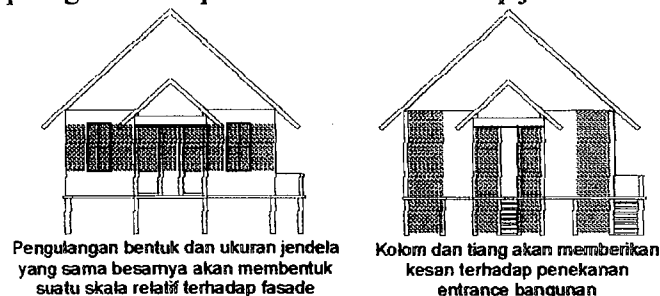 Pengulangan bentuk dan ukuran jendela
yang sama besarnya akan membentuk
suatu skala relatif terhadap fasade
Kolom dan tiang akan memberikan
kesan terhadap penekanan
entrance bangunan